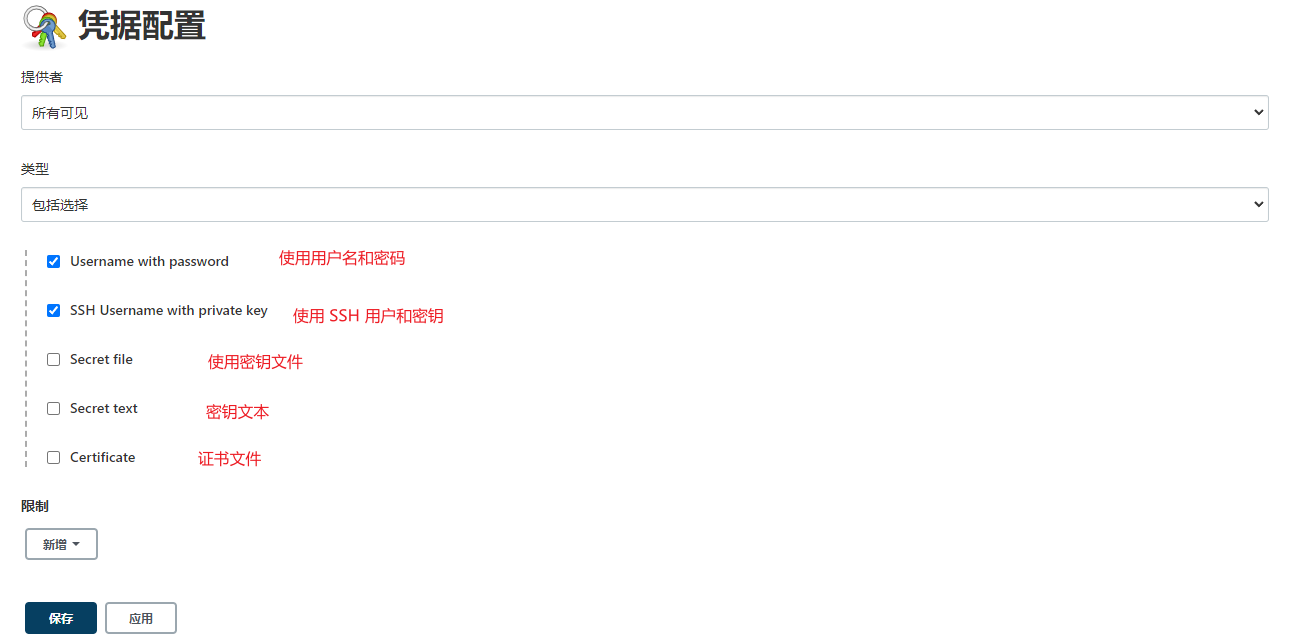 凭据配置
提供者
所有可见
类型
包括选择
Username with password 使用用户名和密码
SSH Username with private key 使用 SSH 用户和密钥
Secret file 使用密钥文件
Secret text 密钥文本
Certificate 证书文件
限制
新增
保存 应用